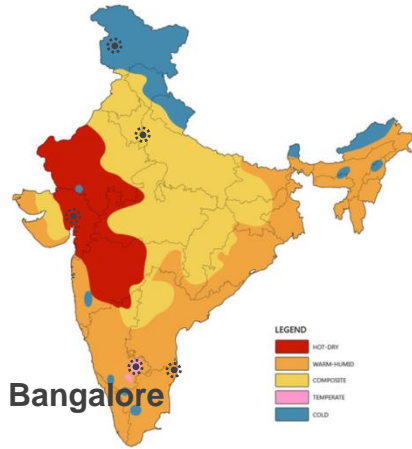 LEGEND
HOT-DRY
WARM-HUMID
COMPOSITE
TEMPERATE
COLD
Bangalore